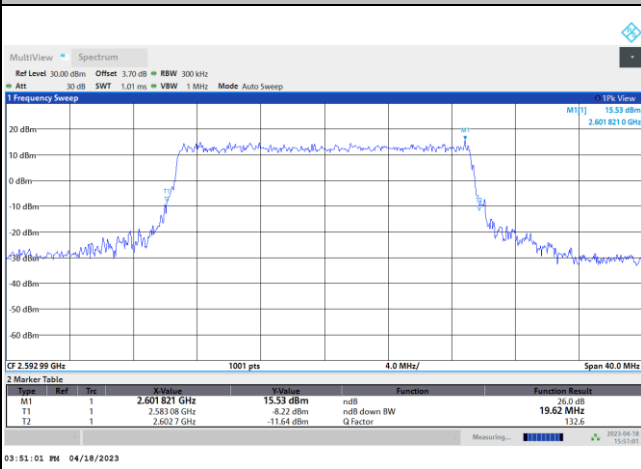 MultiView Spectrum
Ref Level 30.00 dBm Offset 3.70 dB RBW 300 kHz
Att 30 dB SWT 1.01 ms VBW 1 MHz Mode Auto Sweep
1 Frequency Sweep 1Pk View
M1[1] 15.53 dBm
2.601 821 0 GHz
M1
20 dBm
10 dBm
0 dBm
T1
-10 dBm
-20 dBm
-30 dBm
-40 dBm
-50 dBm
-60 dBm
CF 2.592 99 GHz 1001 pts 4.0 MHz/ Span 40.0 MHz
2 Marker Table
Type Ref Trc X-Value Y-Value Function Function Result
M1 1 2.601 821 GHz 15.53 dBm ndB 26.0 dB
T1 1 2.583 08 GHz -8.22 dBm ndB down BW 19.62 MHz
T2 1 2.602 7 GHz -11.64 dBm Q Factor 132.6
Measuring... 2023-04-18
15:51:01
03:51:01 PM 04/18/2023